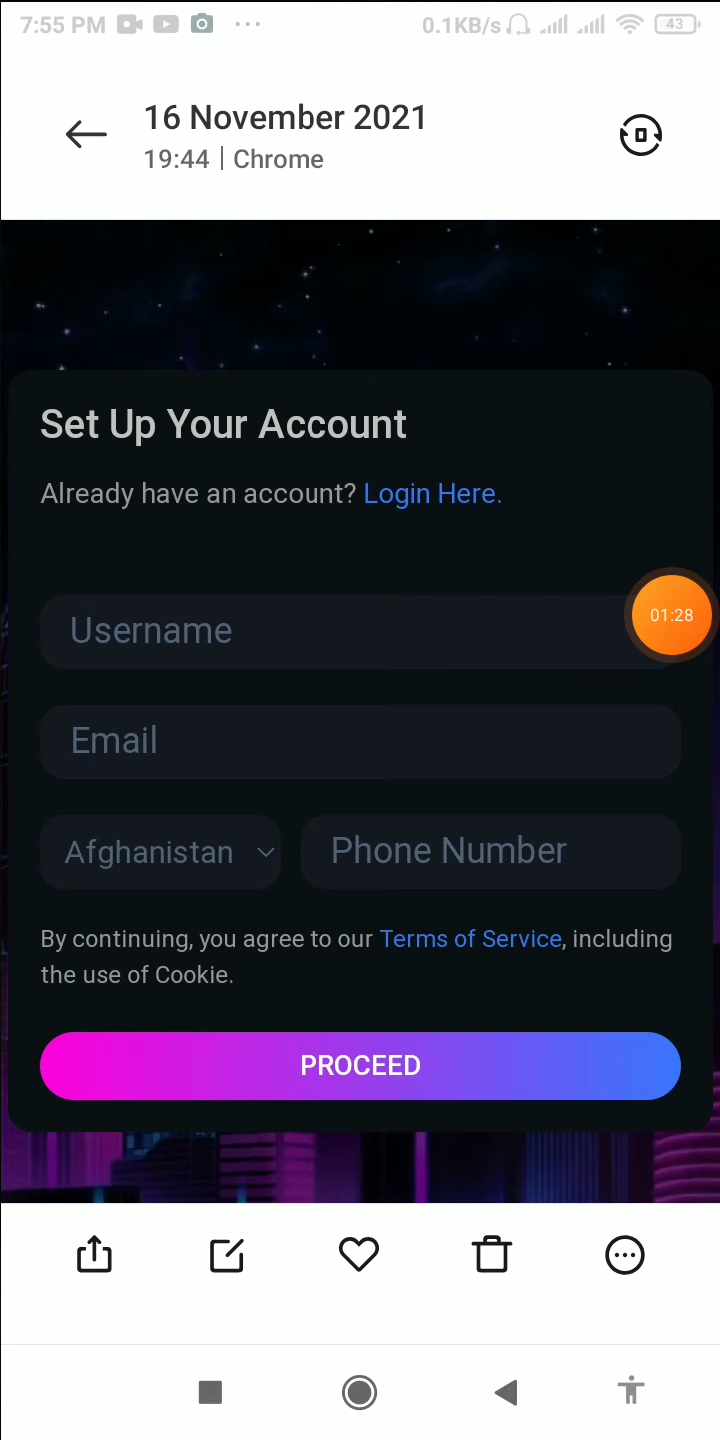 7:55 PM
0.1KB/s
43
16 November 2021
19:44 | Chrome
Set Up Your Account
Already have an account? Login Here.
Username
01:28
Email
Afghanistan
Phone Number
By continuing, you agree to our Terms of Service, including
the use of Cookie.
PROCEED